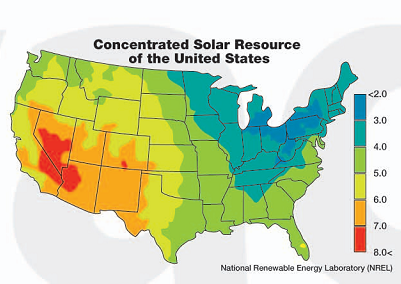 Concentrated Solar Resource
of the United States
<2.0
3.0
4.0
5.0
6.0
7.0
8.0<
National Renewable Energy Laboratory (NREL)